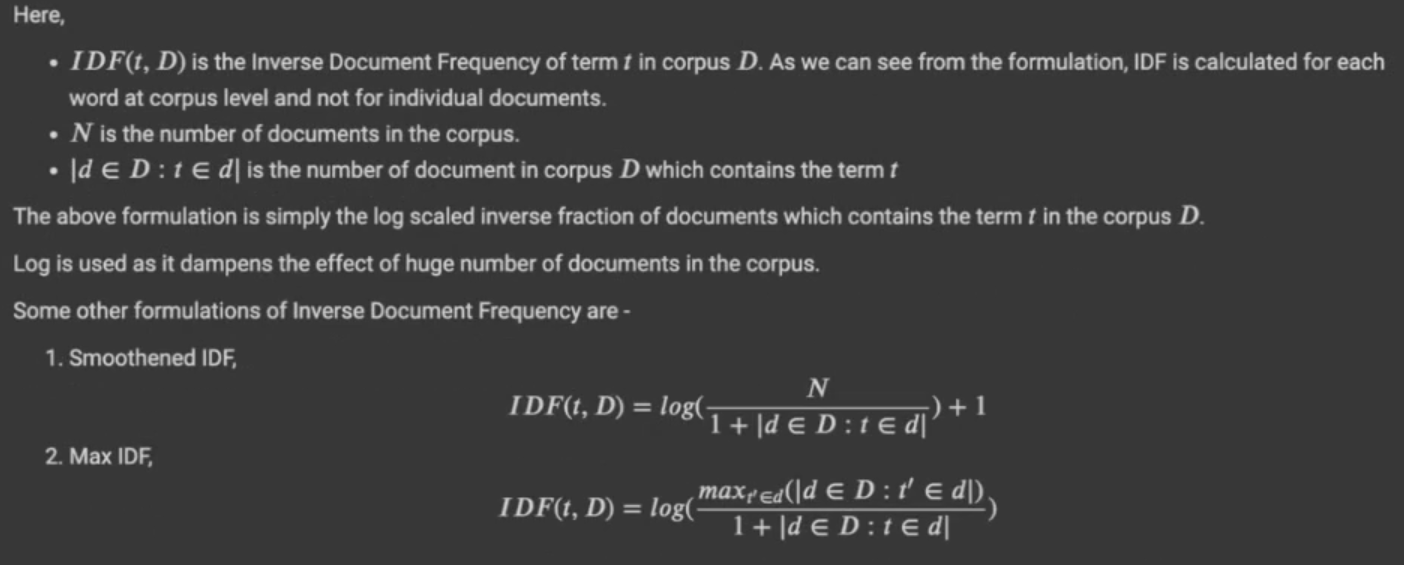 Here,
• IDF(t, D) is the Inverse Document Frequency of term t in corpus D. As we can see from the formulation, IDF is calculated for each
word at corpus level and not for individual documents.
• N is the number of documents in the corpus.
• |d ∈ D : t ∈ d| is the number of document in corpus D which contains the term t
The above formulation is simply the log scaled inverse fraction of documents which contains the term t in the corpus D.
Log is used as it dampens the effect of huge number of documents in the corpus.
Some other formulations of Inverse Document Frequency are -
1. Smoothened IDF,
IDF(t, D) = log(N / (1 + |d ∈ D : t ∈ d|)) + 1
2. Max IDF,
IDF(t, D) = log(max_{t'∈d}(|d ∈ D : t' ∈ d|) / (1 + |d ∈ D : t ∈ d|))